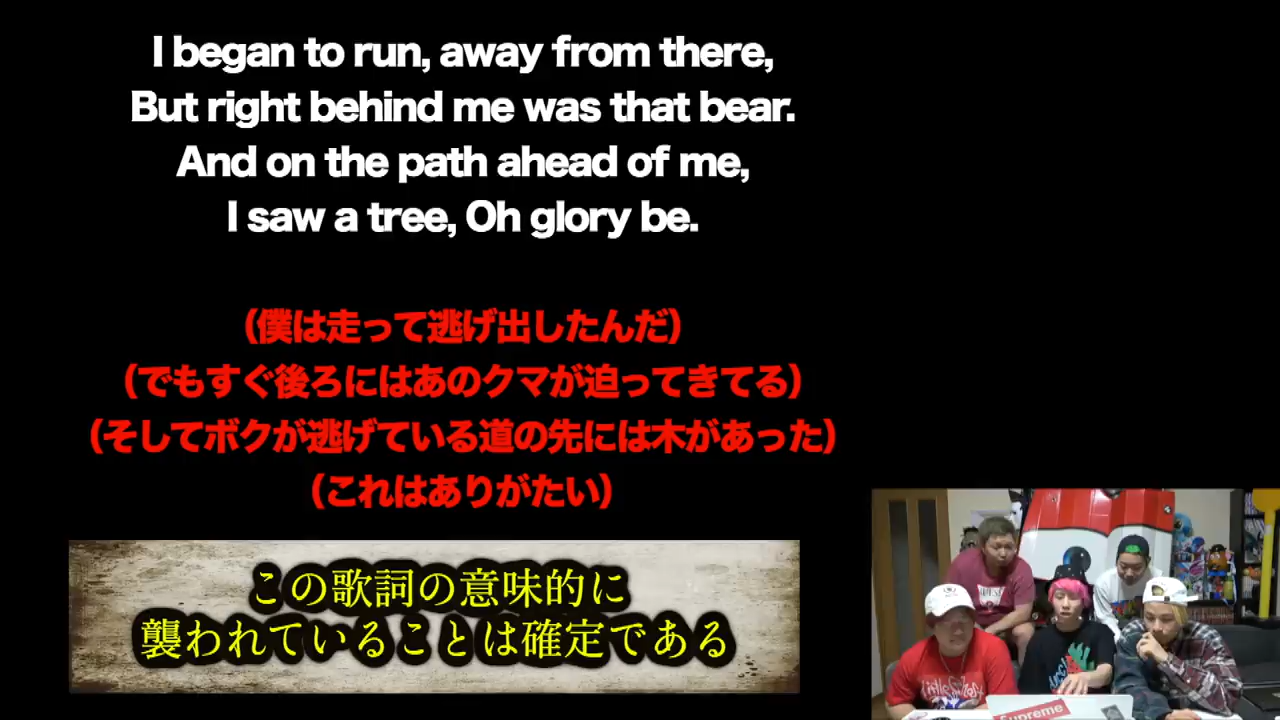 I began to run, away from there,
But right behind me was that bear.
And on the path ahead of me,
I saw a tree, Oh glory be.
(僕は走って逃げ出したんだ)
(でもすぐ後ろにはあのクマが迫ってきてる)
(そしてボクが逃げている道の先には木があった)
(これはありがたい)
この歌詞の意味的に
襲われていることは確定である
Supreme